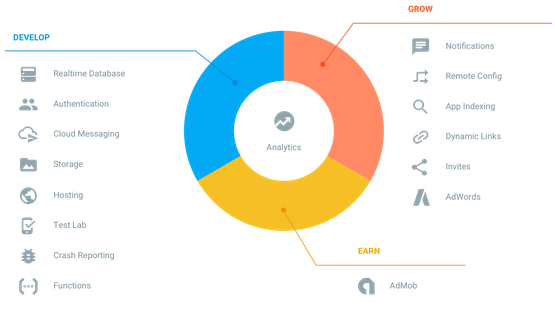 DEVELOP
Realtime Database
Authentication
Cloud Messaging
Storage
Hosting
Test Lab
Crash Reporting
Functions
Analytics
GROW
Notifications
Remote Config
App Indexing
Dynamic Links
Invites
AdWords
EARN
AdMob